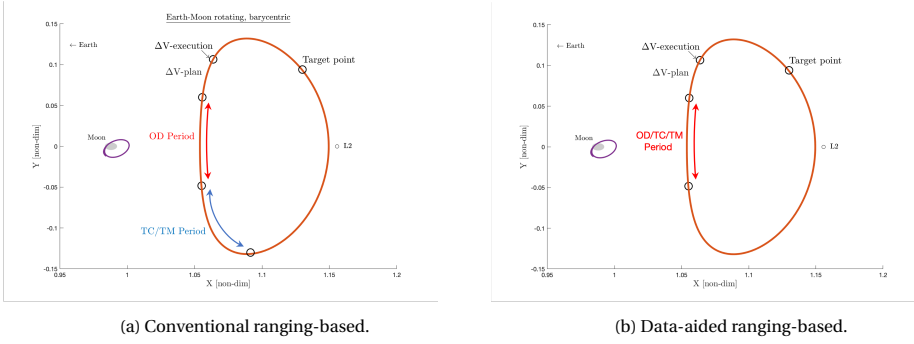 Earth-Moon rotating, barycentric
0.15
← Earth
ΔV-execution
0.1
Target point
ΔV-plan
0.05
OD Period
Moon
Y [non-dim]
0
L2
-0.05
TC/TM Period
-0.1
-0.15
0.95
1
1.05
1.1
1.15
1.2
X [non-dim]
(a) Conventional ranging-based.
0.15
← Earth
ΔV-execution
0.1
Target point
ΔV-plan
0.05
OD/TC/TM
Period
Moon
Y [non-dim]
0
L2
-0.05
-0.1
-0.15
0.95
1
1.05
1.1
1.15
1.2
X [non-dim]
(b) Data-aided ranging-based.